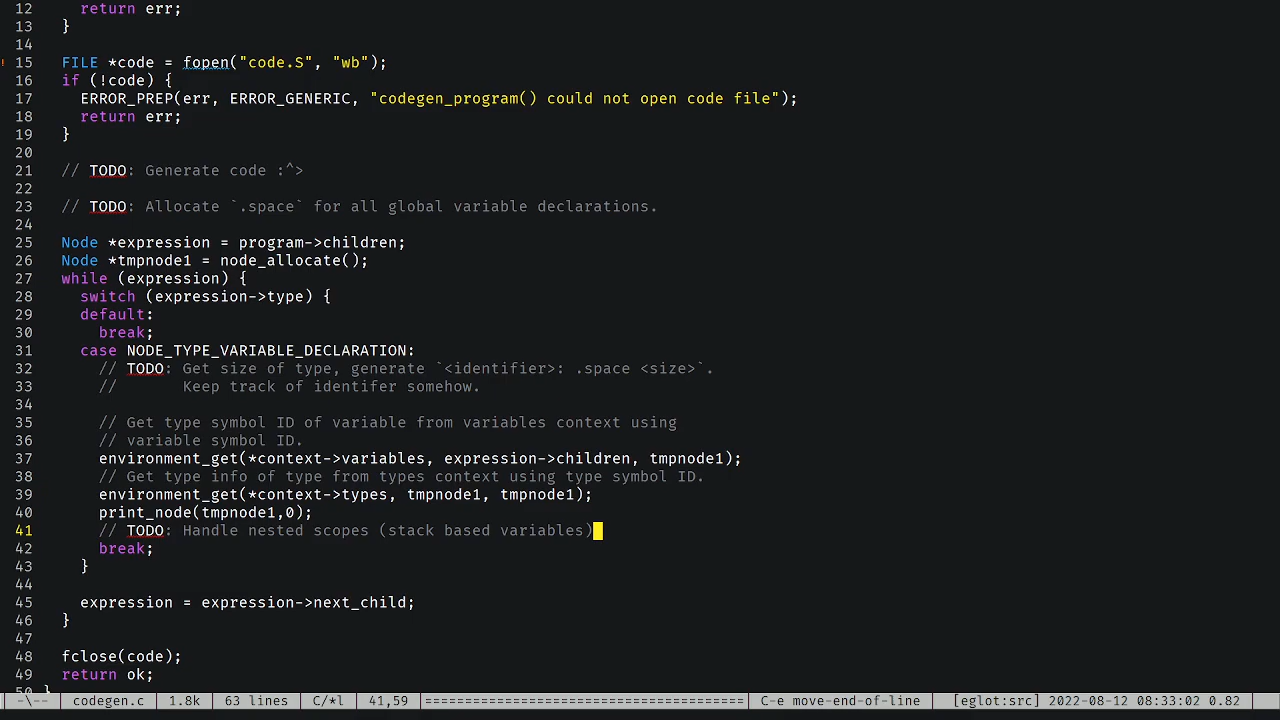 12     return err;
13   }
14
! 15   FILE *code = fopen("code.S", "wb");
16   if (!code) {
17     ERROR_PREP(err, ERROR_GENERIC, "codegen_program() could not open code file");
18     return err;
19   }
20
21   // TODO: Generate code :^>
22
23   // TODO: Allocate `.space` for all global variable declarations.
24
25   Node *expression = program->children;
26   Node *tmpnode1 = node_allocate();
27   while (expression) {
28     switch (expression->type) {
29     default:
30       break;
31     case NODE_TYPE_VARIABLE_DECLARATION:
32       // TODO: Get size of type, generate `<identifier>: .space <size>`.
33       //       Keep track of identifer somehow.
34
35       // Get type symbol ID of variable from variables context using
36       // variable symbol ID.
37       environment_get(*context->variables, expression->children, tmpnode1);
38       // Get type info of type from types context using type symbol ID.
39       environment_get(*context->types, tmpnode1, tmpnode1);
40       print_node(tmpnode1,0);
41       // TODO: Handle nested scopes (stack based variables)
42       break;
43     }
44
45     expression = expression->next_child;
46   }
47
48   fclose(code);
49   return ok;
50 }
-\-- codegen.c 1.8k 63 lines C/*l 41,59 ================================== C-e move-end-of-line [eglot:src] 2022-08-12 08:33:02 0.82